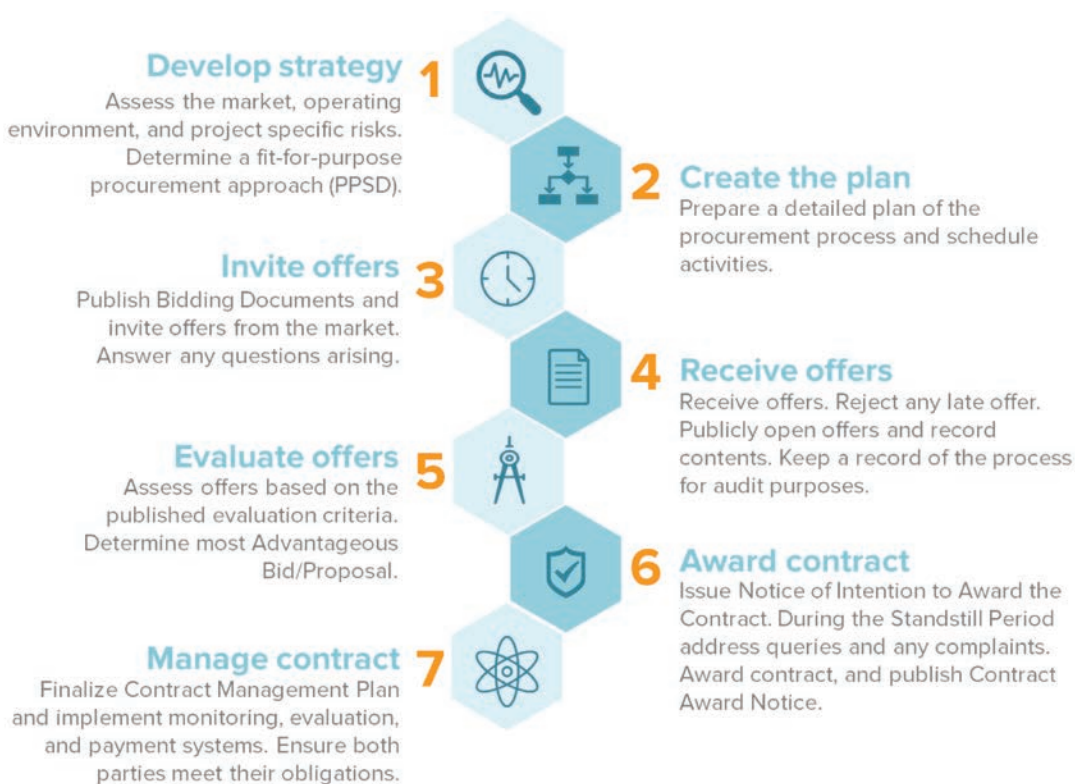 Develop strategy
1
Assess the market, operating
environment, and project specific risks.
Determine a fit-for-purpose
procurement approach (PPSD).
2
Create the plan
Prepare a detailed plan of the
procurement process and schedule
activities.
Invite offers
3
Publish Bidding Documents and
invite offers from the market.
Answer any questions arising.
4
Receive offers
Receive offers. Reject any late offer.
Publicly open offers and record
contents. Keep a record of the process
for audit purposes.
Evaluate offers
5
Assess offers based on the
published evaluation criteria.
Determine most Advantageous
Bid/Proposal.
6
Award contract
Issue Notice of Intention to Award the
Contract. During the Standstill Period
address queries and any complaints.
Award contract, and publish Contract
Award Notice.
Manage contract
7
Finalize Contract Management Plan
and implement monitoring, evaluation,
and payment systems. Ensure both
parties meet their obligations.